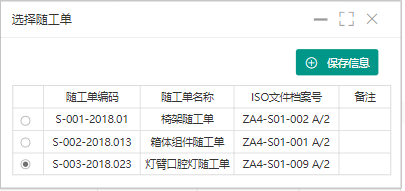 选择随工单
保存信息
随工单编码 随工单名称 ISO文件档案号 备注
S-001-2018.01 椅架随工单 ZA4-S01-002 A/2
S-002-2018.013 箱体组件随工单 ZA4-S01-001 A/2
S-003-2018.023 灯臂口腔灯随工单 ZA4-S01-009 A/2